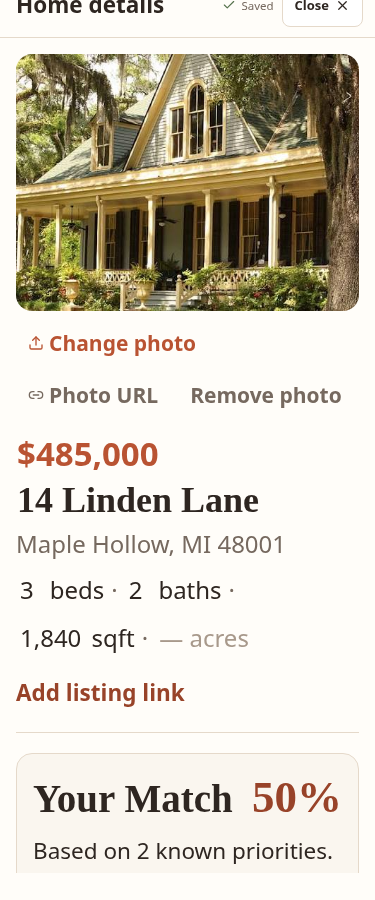 Home details Saved Close
Change photo
Photo URL Remove photo
$485,000
14 Linden Lane
Maple Hollow, MI 48001
3 beds · 2 baths ·
1,840 sqft · — acres
Add listing link
Your Match 50%
Based on 2 known priorities.